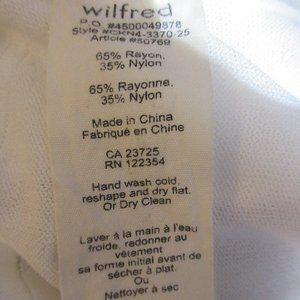 wilfred
P.O. #4500049878
Style #CKN4-3370-25
Article #50769
65% Rayon,
35% Nylon
65% Rayonne,
35% Nylon
Made in China
Fabriqué en Chine
CA 23725
RN 122354
Hand wash cold,
reshape and dry flat.
Or Dry Clean
Laver à la main à l'eau
froide, redonner au
vêtement
sa forme initial avant de
sécher à plat.
Ou
Nettoyer à sec